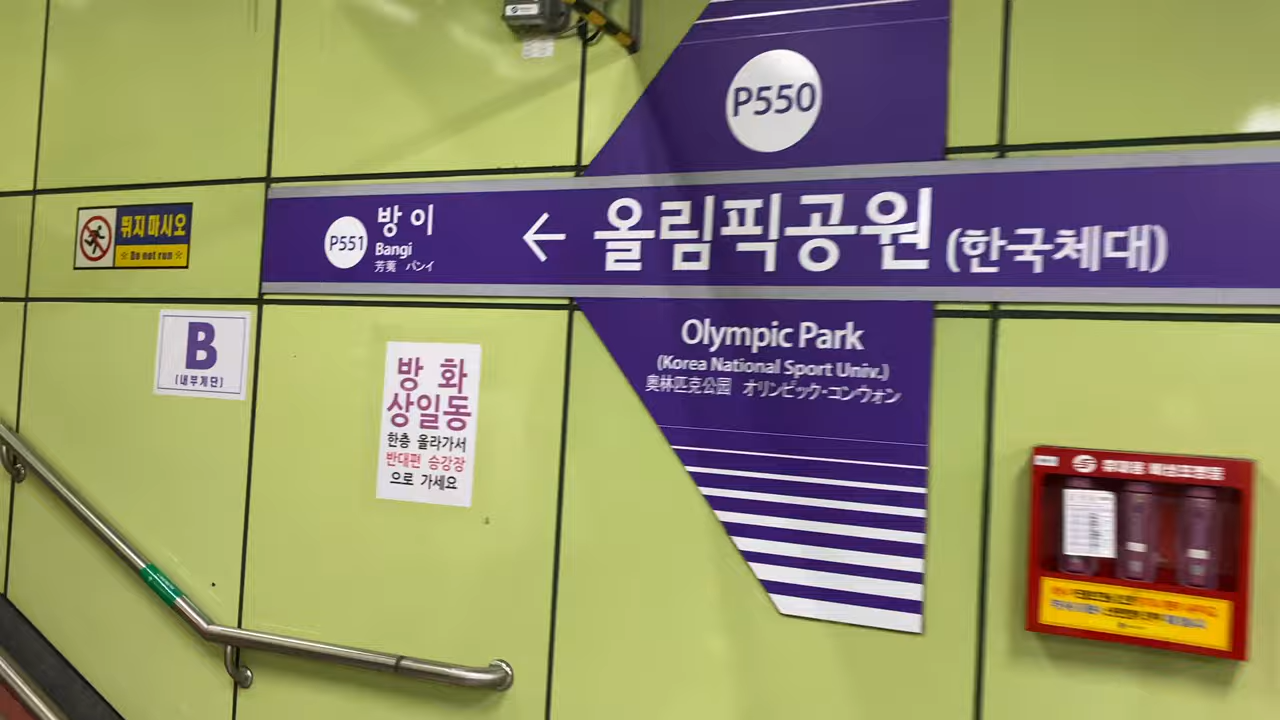 P550
P551
방이
Bangi
芳荑 バンイ
←
올림픽공원 (한국체대)
Olympic Park
(Korea National Sport Univ.)
奥林匹克公园 オリンピック·コンウォン
뛰지 마시오
☆ Do not run ☆
B
(내부계단)
방 화
상일동
한층 올라가서
반대편 승강장
으로 가세요